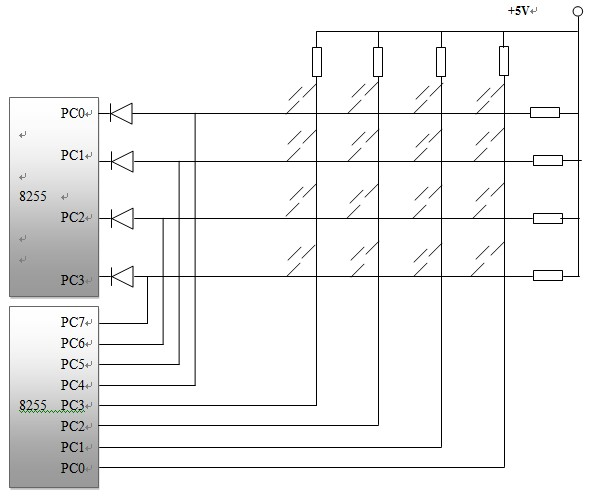 +5V↵
PC0↵
↵
PC1↵
↵
8255 ↵
PC2↵
↵
↵
PC3↵
PC7↵
PC6↵
PC5↵
PC4↵
8255 PC3↵
PC2↵
PC1↵
PC0↵